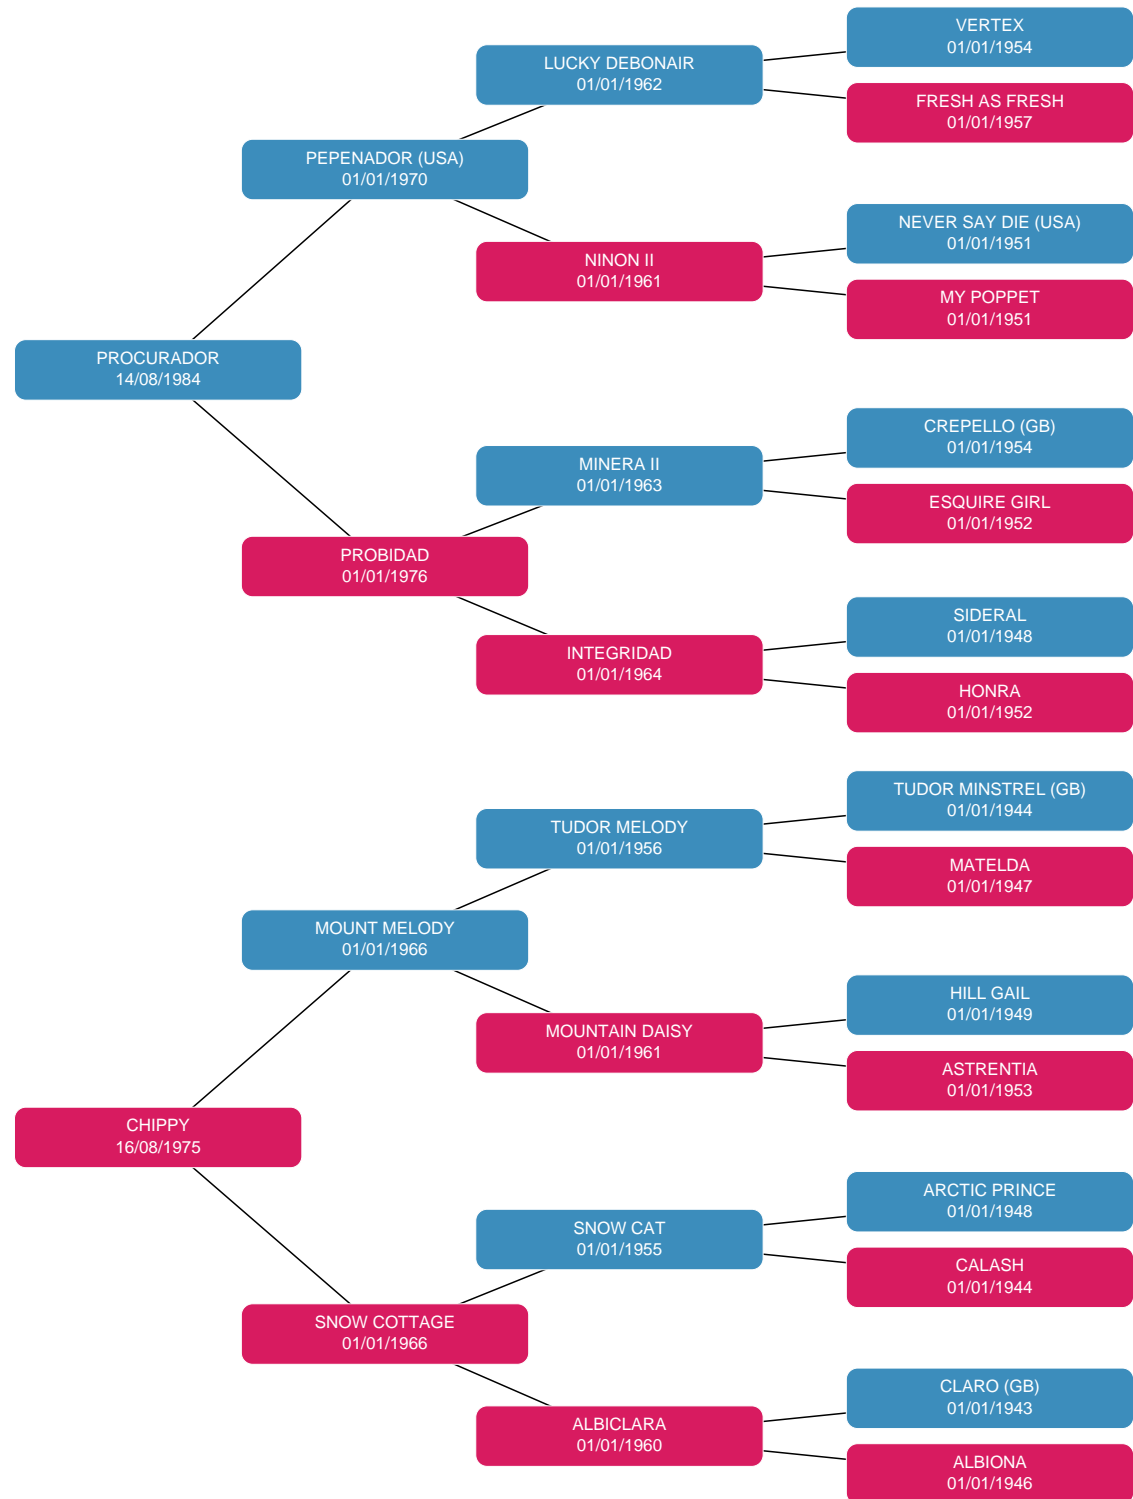 VERTEX
01/01/1954
LUCKY DEBONAIR
01/01/1962
FRESH AS FRESH
01/01/1957
PEPENADOR (USA)
01/01/1970
NEVER SAY DIE (USA)
01/01/1951
NINON II
01/01/1961
MY POPPET
01/01/1951
PROCURADOR
14/08/1984
CREPELLO (GB)
01/01/1954
MINERA II
01/01/1963
ESQUIRE GIRL
01/01/1952
PROBIDAD
01/01/1976
SIDERAL
01/01/1948
INTEGRIDAD
01/01/1964
HONRA
01/01/1952
TUDOR MINSTREL (GB)
01/01/1944
TUDOR MELODY
01/01/1956
MATELDA
01/01/1947
MOUNT MELODY
01/01/1966
HILL GAIL
01/01/1949
MOUNTAIN DAISY
01/01/1961
ASTRENTIA
01/01/1953
CHIPPY
16/08/1975
ARCTIC PRINCE
01/01/1948
SNOW CAT
01/01/1955
CALASH
01/01/1944
SNOW COTTAGE
01/01/1966
CLARO (GB)
01/01/1943
ALBICLARA
01/01/1960
ALBIONA
01/01/1946